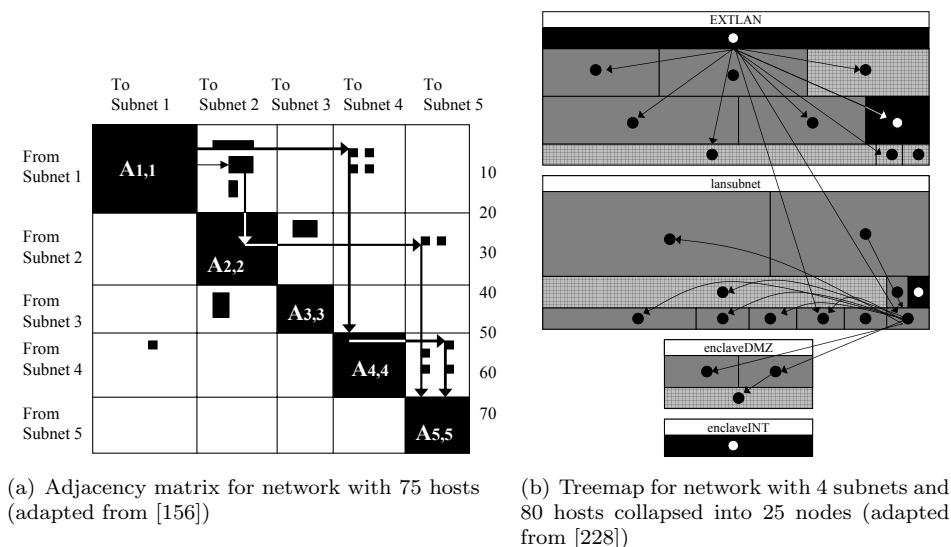 To
Subnet 1
To
Subnet 2
To
Subnet 3
To
Subnet 4
To
Subnet 5
From
Subnet 1
From
Subnet 2
From
Subnet 3
From
Subnet 4
From
Subnet 5
A1,1
A2,2
A3,3
A4,4
A5,5
10
20
30
40
50
60
70
(a) Adjacency matrix for network with 75 hosts
(adapted from [156])
EXTLAN
lansubnet
enclaveDMZ
enclaveINT
(b) Treemap for network with 4 subnets and
80 hosts collapsed into 25 nodes (adapted
from [228])